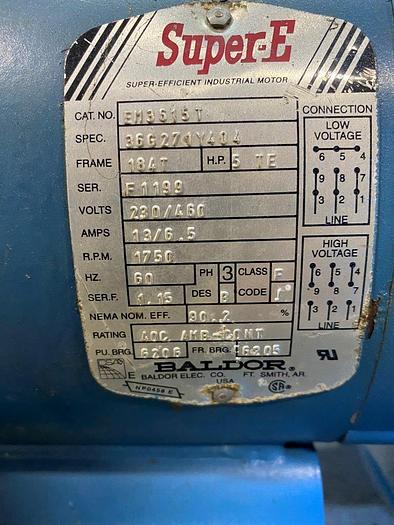 Super-E
SUPER-EFFICIENT INDUSTRIAL MOTOR
CAT. NO. EM3615T
SPEC. 36G271Y404
FRAME 184T H.P. 5 TE
SER. F1199
VOLTS 230/460
AMPS 13/6.5
R.P.M. 1750
HZ. 60 PH 3 CLASS F
SER.F. 1.15 DES B CODE J
NEMA NOM. EFF. 90.2 %
RATING 40C AMB-CONT
PU. BRG. 6206 FR. BRG. 6205
BALDOR
E BALDOR ELEC. CO. FT. SMITH, AR.
USA
NP0458 E
CONNECTION
LOW
VOLTAGE
6 5 4
9 8 7
3 2 1
LINE
HIGH
VOLTAGE
6 5 4
9 8 7
3 2 1
LINE